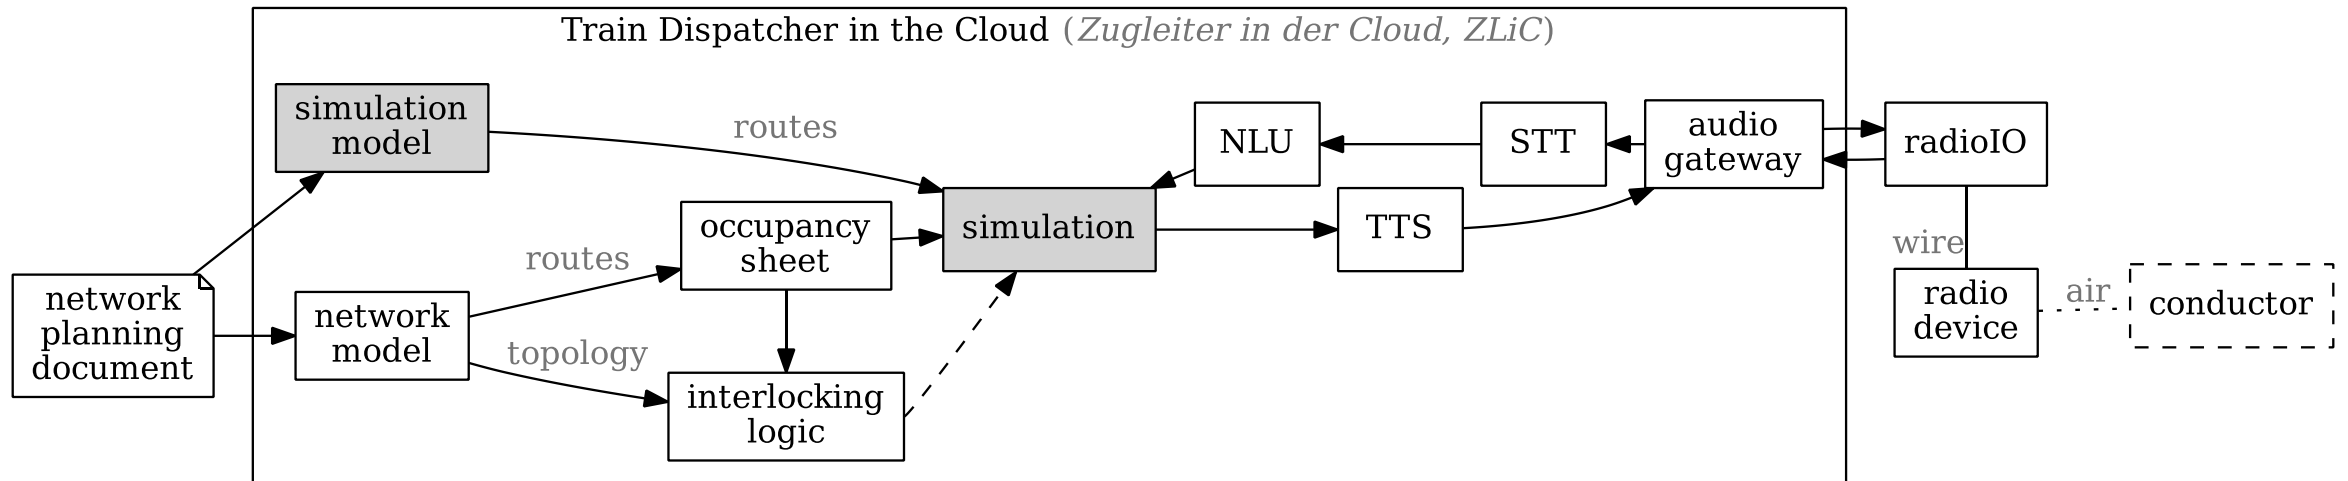 Train Dispatcher in the Cloud (Zugleiter in der Cloud, ZLiC)
simulation
model
routes
NLU
STT
audio
gateway
radioIO
occupancy
sheet
simulation
TTS
routes
wire
network
planning
document
network
model
topology
interlocking
logic
radio
device
air
conductor